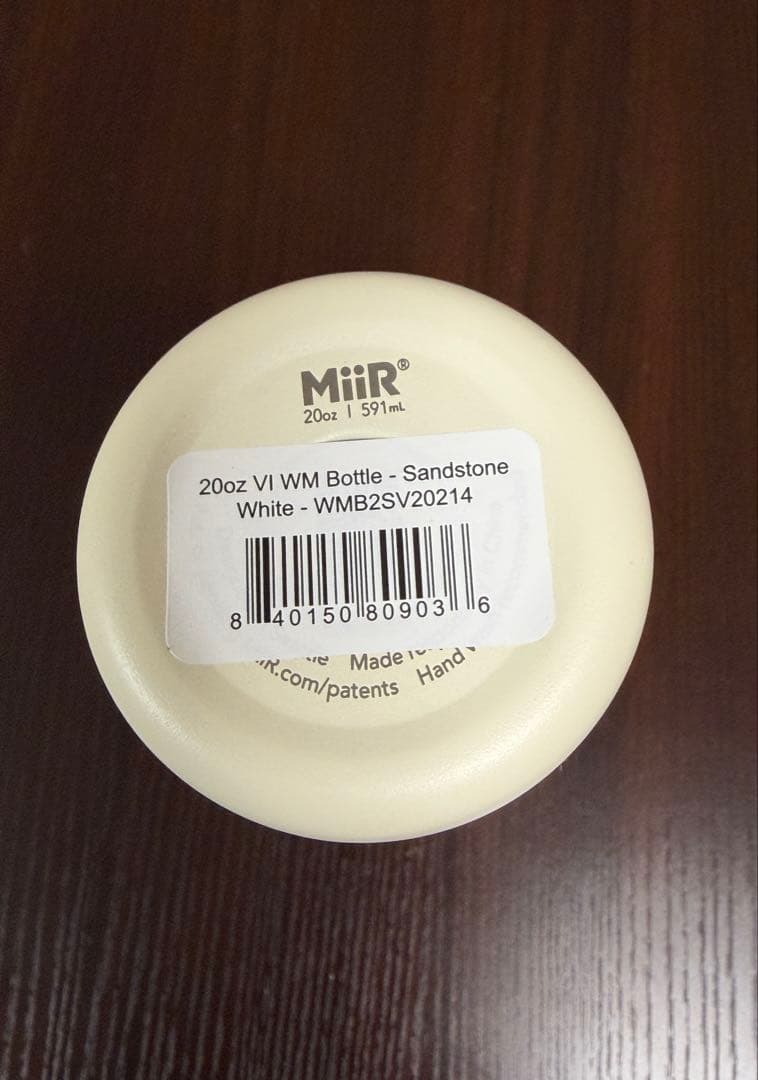 MiiR®
20oz | 591mL
20oz VI WM Bottle - Sandstone
White - WMB2SV20214
8 40150 80903 6
Made
Hand
.com/patents